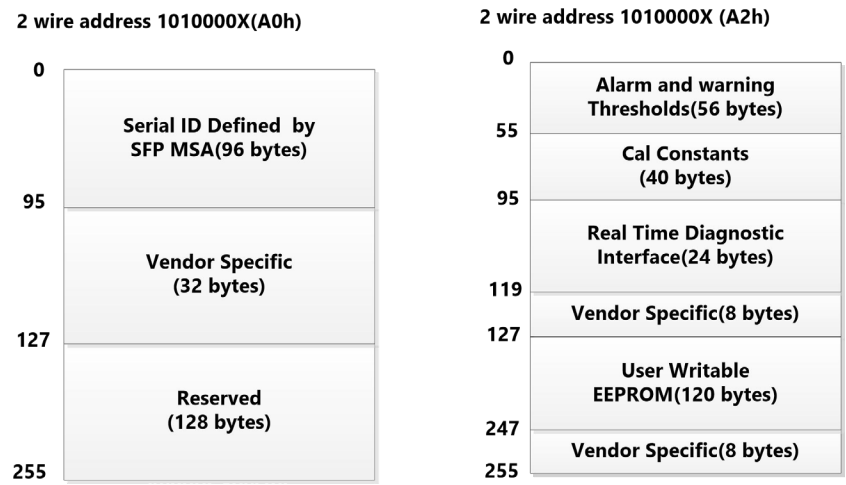 2 wire address 1010000X(A0h)
0
Serial ID Defined by
SFP MSA(96 bytes)
95
Vendor Specific
(32 bytes)
127
Reserved
(128 bytes)
255
2 wire address 1010000X (A2h)
0
Alarm and warning
Thresholds(56 bytes)
55
Cal Constants
(40 bytes)
95
Real Time Diagnostic
Interface(24 bytes)
119
Vendor Specific(8 bytes)
127
User Writable
EEPROM(120 bytes)
247
Vendor Specific(8 bytes)
255